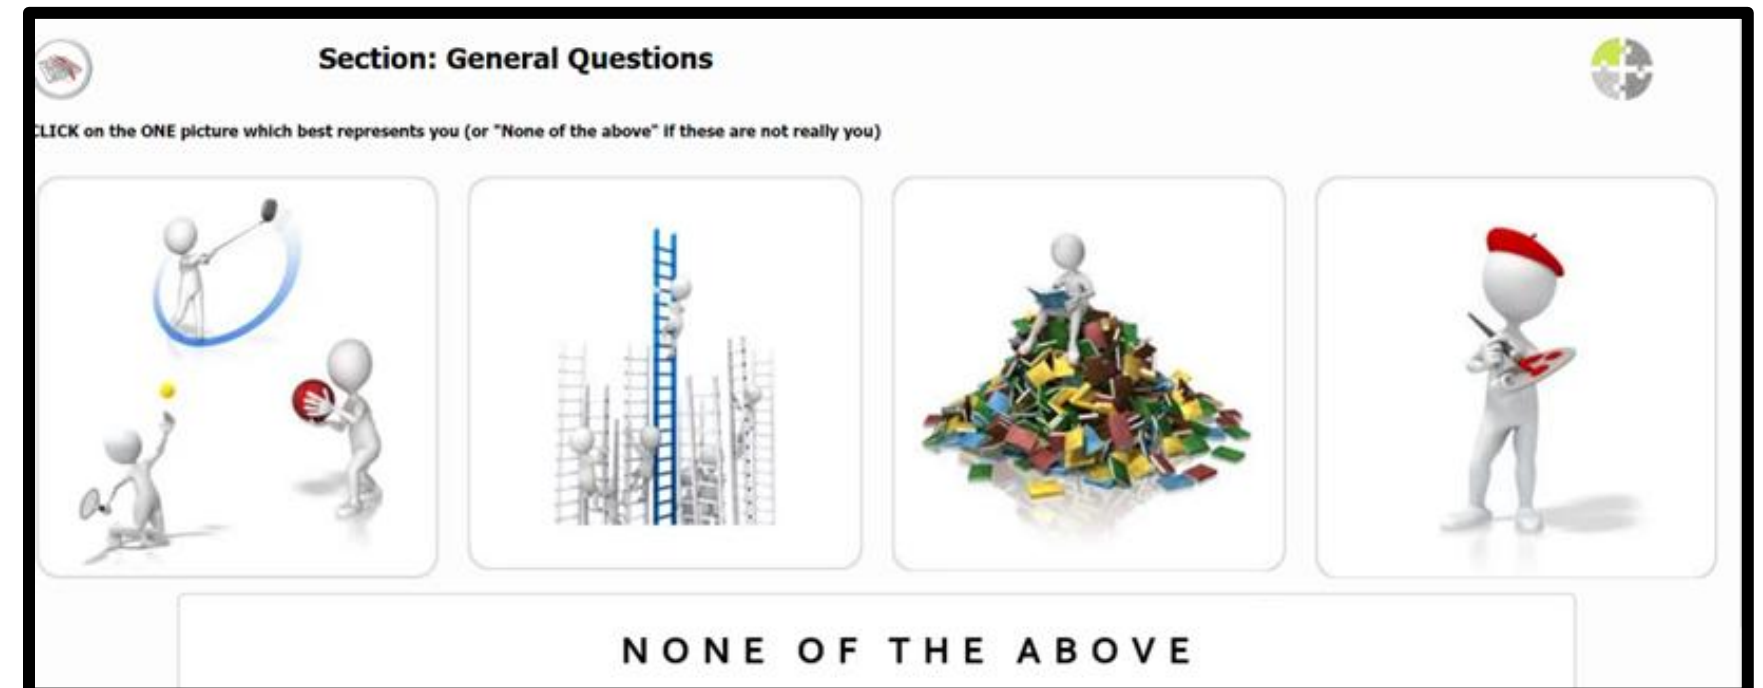 Section: General Questions
CLICK on the ONE picture which best represents you (or "None of the above" if these are not really you)
NONE OF THE ABOVE